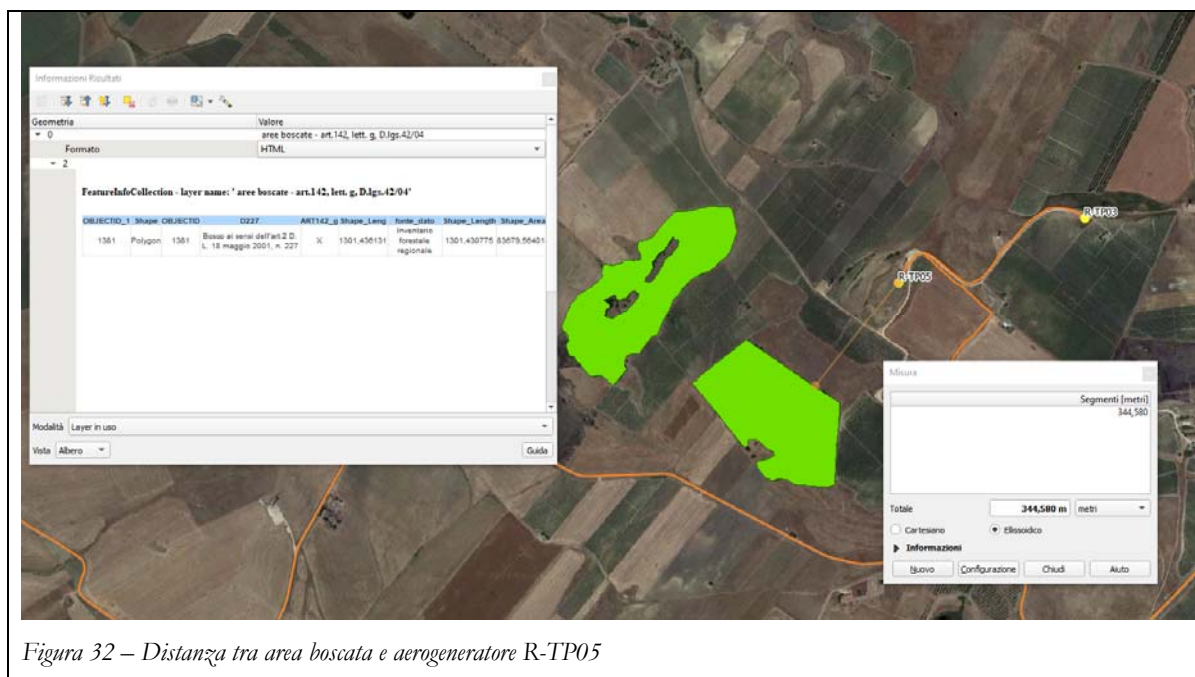 Informazioni Risultati
Geometria Valore
0 aree boscate - art.142, lett. g, D.lgs.42/04
Formato HTML
2
FeatureInfoCollection - layer name: ' aree boscate - art.142, lett. g, D.lgs.42/04'
OBJECTID_1 Shape OBJECTID D227 ART142_g Shape_Leng fonte_dato Shape_Length Shape_Area
1381 Polygon 1381 Bosco ai sensi dell'art.2 D. L. 18 maggio 2001, n. 227 X 1301,436131 Inventario forestale regionale 1301,430775 83679,56401
Modalità Layer in uso
Vista Albero Guida
R-TP03
R-TP05
Misura
Segmenti [metri]
344,580
Totale 344,580 m metri
Cartesiano Ellissoidico
Informazioni
Nuovo Configurazione Chiudi Aiuto
Figura 32 – Distanza tra area boscata e aerogeneratore R-TP05